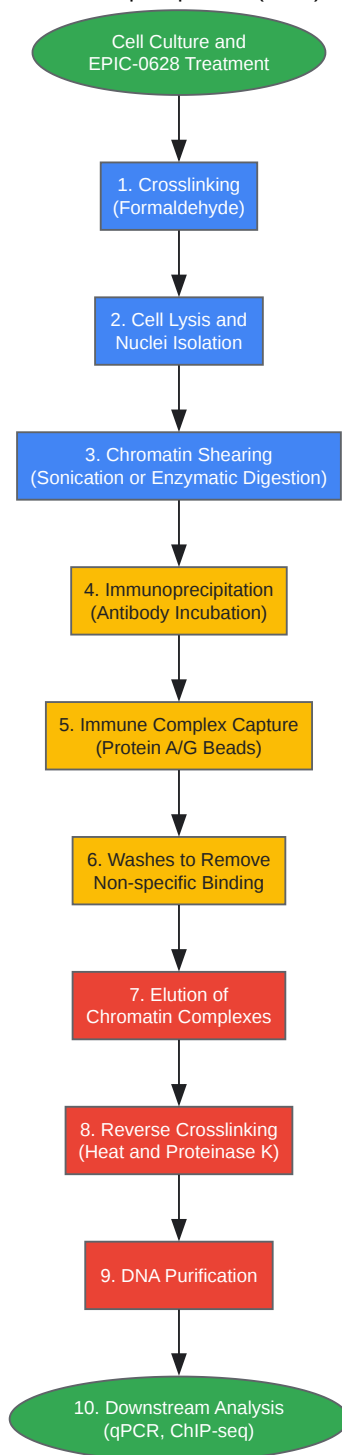 Cell Culture and
EPIC-0628 Treatment
1. Crosslinking
(Formaldehyde)
2. Cell Lysis and
Nuclei Isolation
3. Chromatin Shearing
(Sonication or Enzymatic Digestion)
4. Immunoprecipitation
(Antibody Incubation)
5. Immune Complex Capture
(Protein A/G Beads)
6. Washes to Remove
Non-specific Binding
7. Elution of
Chromatin Complexes
8. Reverse Crosslinking
(Heat and Proteinase K)
9. DNA Purification
10. Downstream Analysis
(qPCR, ChIP-seq)